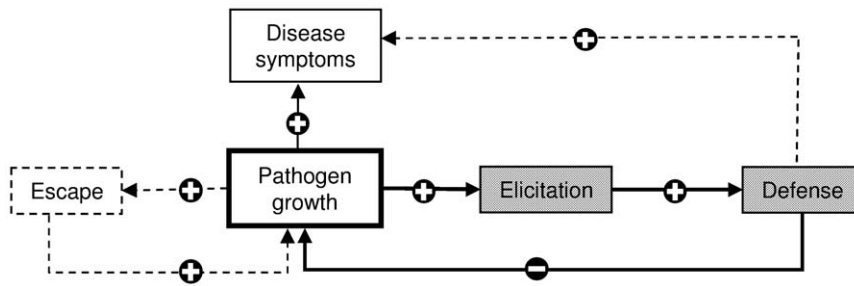 Disease
symptoms
Escape
Pathogen
growth
Elicitation
Defense